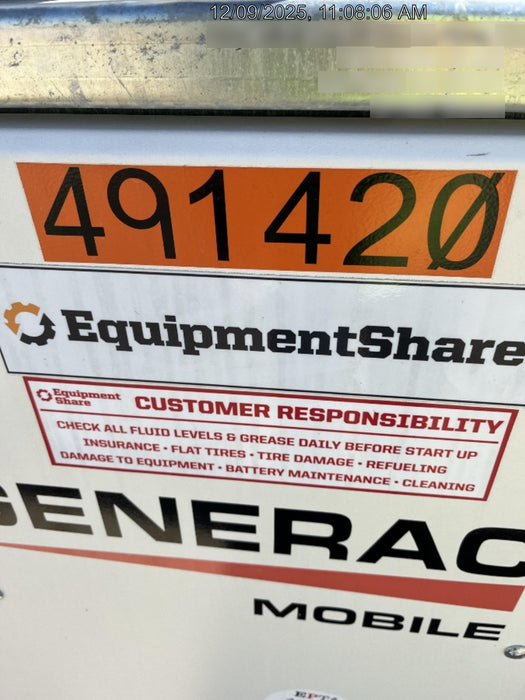 12/09/2025, 11:08:06 AM
491420
EquipmentShare
Equipment
Share
CUSTOMER RESPONSIBILITY
CHECK ALL FLUID LEVELS & GREASE DAILY BEFORE START UP
INSURANCE • FLAT TIRES • TIRE DAMAGE • REFUELING
DAMAGE TO EQUIPMENT • BATTERY MAINTENANCE • CLEANING
GENERAC
MOBILE
EPTA